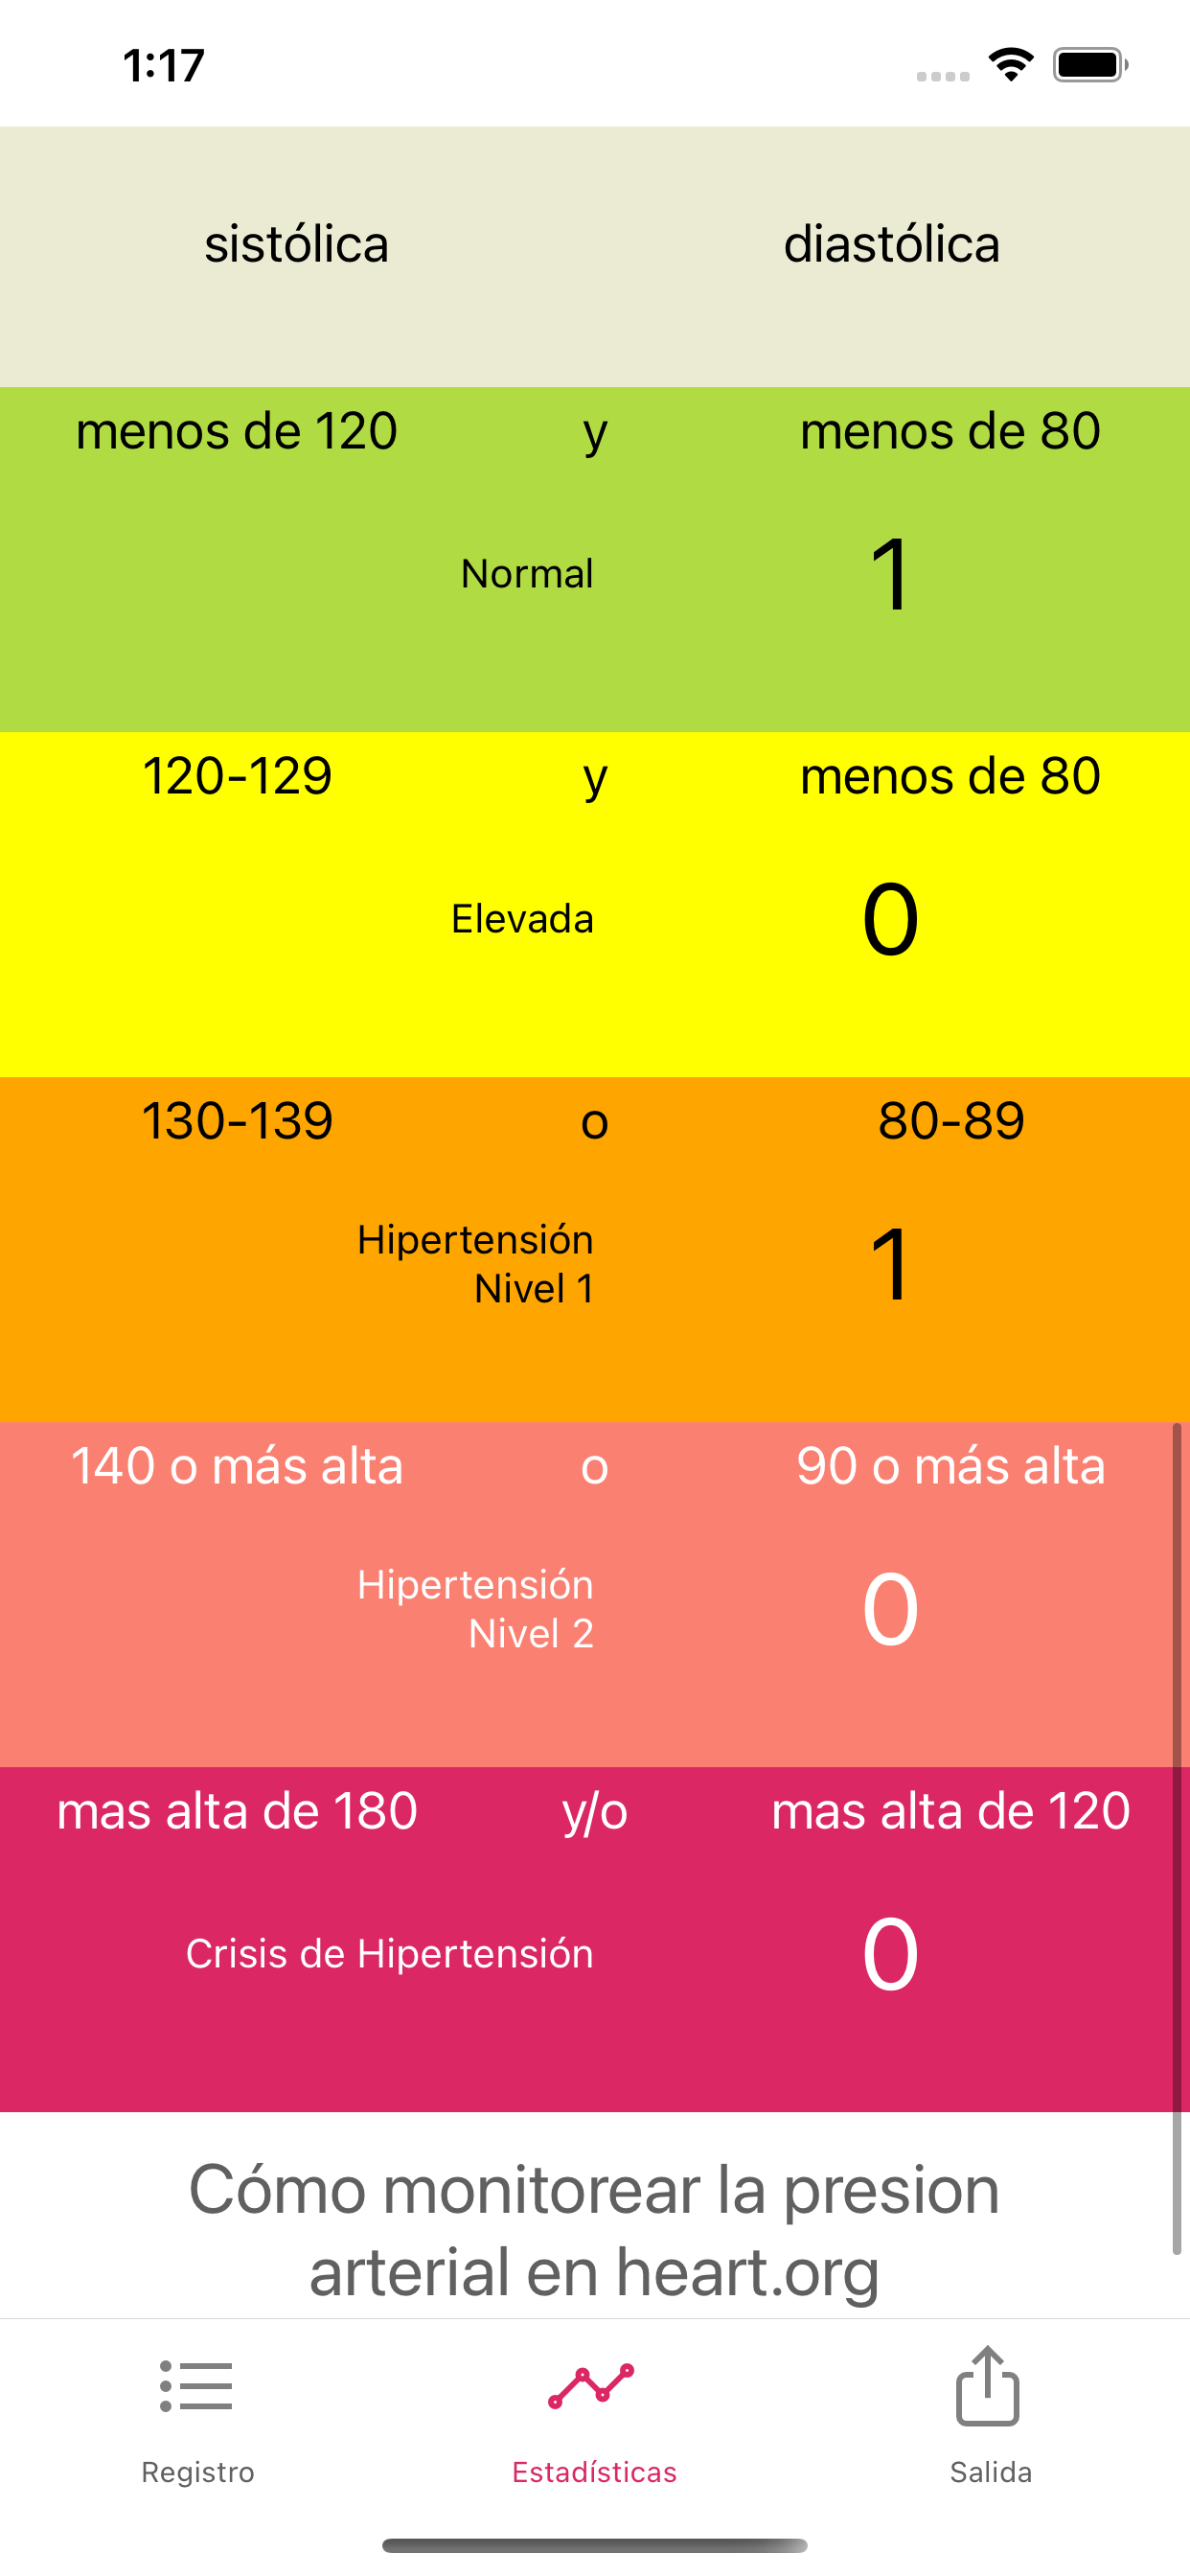 1:17
sistólica diastólica
menos de 120 y menos de 80
Normal 1
120-129 y menos de 80
Elevada 0
130-139 o 80-89
Hipertensión
Nivel 1 1
140 o más alta o 90 o más alta
Hipertensión
Nivel 2 0
mas alta de 180 y/o mas alta de 120
Crisis de Hipertensión 0
Cómo monitorear la presion
arterial en heart.org
Registro Estadísticas Salida